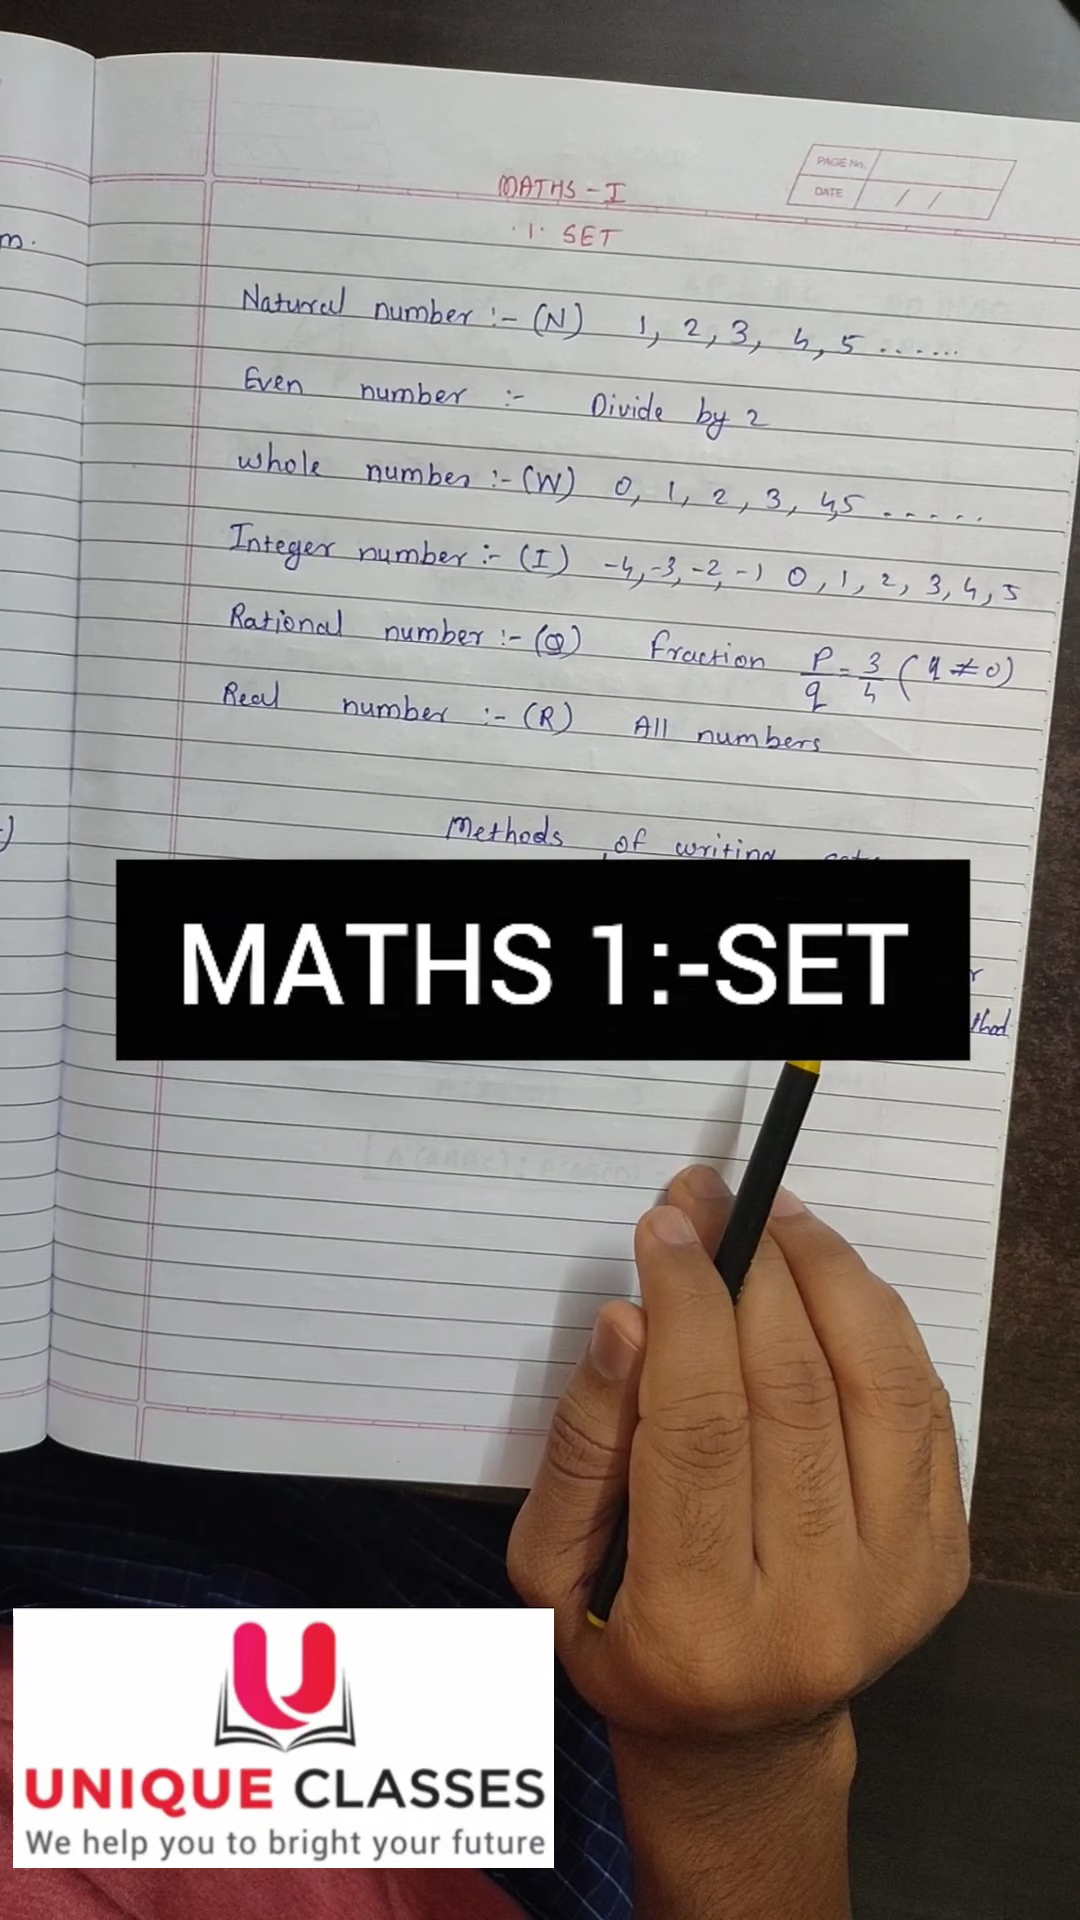 PAGE No.
DATE / /
MATHS - I
1. SET
m.
Natural number :- (N) 1, 2, 3, 4, 5 ......
Even number :- Divide by 2
Whole number :- (W) 0, 1, 2, 3, 4,5 .....
Integer number :- (I) -4, -3, -2, -1 0, 1, 2, 3, 4, 5
Rational number :- (Q) fraction p/q = 3/4 (q ≠ 0)
Real number :- (R) All numbers
Methods of writing
MATHS 1:-SET
UNIQUE CLASSES
We help you to bright your future